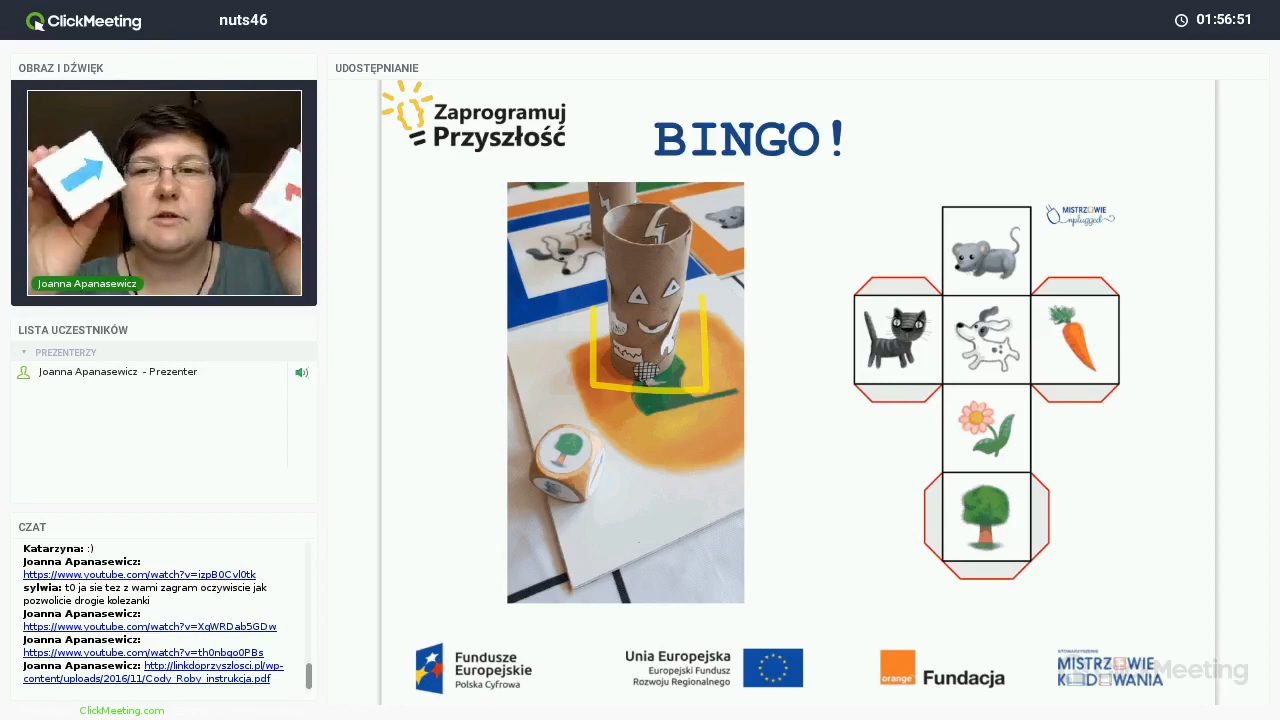 ClickMeeting
nuts46
01:56:51
OBRAZ I DŹWIĘK
Joanna Apanasewicz
LISTA UCZESTNIKÓW
PREZENTERZY
Joanna Apanasewicz - Prezenter
CZAT
Katarzyna: :)
Joanna Apanasewicz:
https://www.youtube.com/watch?v=izpB0CvI0tk
sylwia: t0 ja sie tez z wami zagram oczywiscie jak
pozwolicie drogie kolezanki
Joanna Apanasewicz:
https://www.youtube.com/watch?v=XqWRDab5GDw
Joanna Apanasewicz:
https://www.youtube.com/watch?v=th0nbgo0PBs
Joanna Apanasewicz: http://linkdoprzyszlosci.pl/wp-
content/uploads/2016/11/Cody_Roby_instrukcja.pdf
ClickMeeting.com
UDOSTĘPNIANIE
Zaprogramuj
Przyszłość
BINGO!
MISTRZOWIE
unplugged
Fundusze
Europejskie
Polska Cyfrowa
Unia Europejska
Europejski Fundusz
Rozwoju Regionalnego
orange
Fundacja
STOWARZYSZENIE
MISTRZOWIE
KODOWANIA
ClickMeeting